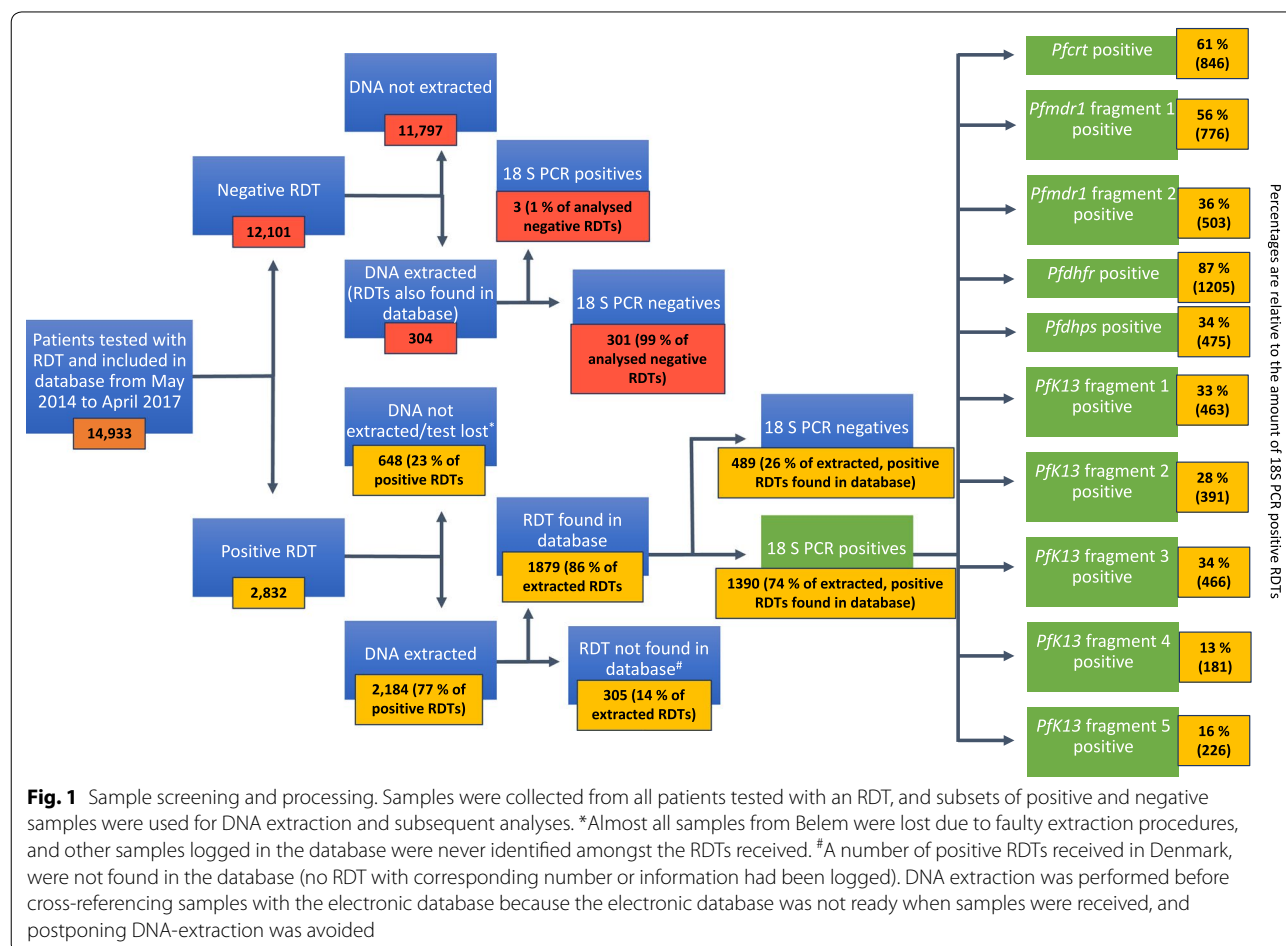 Patients tested with
RDT and included in
database from May
2014 to April 2017
14,933
Negative RDT
12,101
Positive RDT
2,832
DNA not extracted
11,797
DNA extracted
(RDTs also found in
database)
304
18 S PCR positives
3 (1 % of analysed
negative RDTs)
18 S PCR negatives
301 (99 % of
analysed negative
RDTs)
DNA not
extracted/test lost*
648 (23 % of
positive RDTs
DNA extracted
2,184 (77 % of
positive RDTs)
RDT found in
database
1879 (86 % of
extracted RDTs
RDT not found in
database#
305 (14 % of
extracted RDTs)
18 S PCR negatives
489 (26 % of extracted, positive
RDTs found in database)
18 S PCR positives
1390 (74 % of extracted, positive
RDTs found in database)
Pfcrt positive
61 %
(846)
Pfmdr1 fragment 1
positive
56 %
(776)
Pfmdr1 fragment 2
positive
36 %
(503)
Pfdhfr positive
87 %
(1205)
Pfdhps positive
34 %
(475)
PfK13 fragment 1
positive
33 %
(463)
PfK13 fragment 2
positive
28 %
(391)
PfK13 fragment 3
positive
34 %
(466)
PfK13 fragment 4
positive
13 %
(181)
PfK13 fragment 5
positive
16 %
(226)
Percentages are relative to the amount of 18S PCR positive RDTs
Fig. 1 Sample screening and processing. Samples were collected from all patients tested with an RDT, and subsets of positive and negative
samples were used for DNA extraction and subsequent analyses. *Almost all samples from Belem were lost due to faulty extraction procedures,
and other samples logged in the database were never identified amongst the RDTs received. #A number of positive RDTs received in Denmark,
were not found in the database (no RDT with corresponding number or information had been logged). DNA extraction was performed before
cross-referencing samples with the electronic database because the electronic database was not ready when samples were received, and
postponing DNA-extraction was avoided